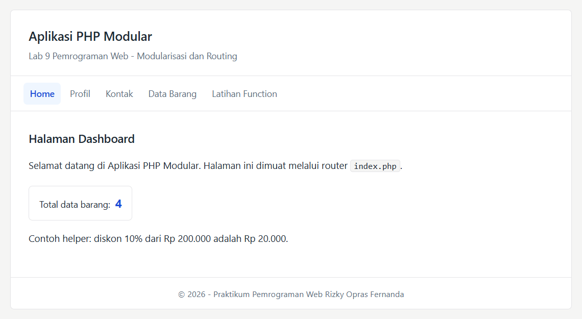 Aplikasi PHP Modular
Lab 9 Pemrograman Web - Modularisasi dan Routing
Home Profil Kontak Data Barang Latihan Function
Halaman Dashboard
Selamat datang di Aplikasi PHP Modular. Halaman ini dimuat melalui router index.php.
Total data barang: 4
Contoh helper: diskon 10% dari Rp 200.000 adalah Rp 20.000.
© 2026 - Praktikum Pemrograman Web Rizky Opras Fernanda